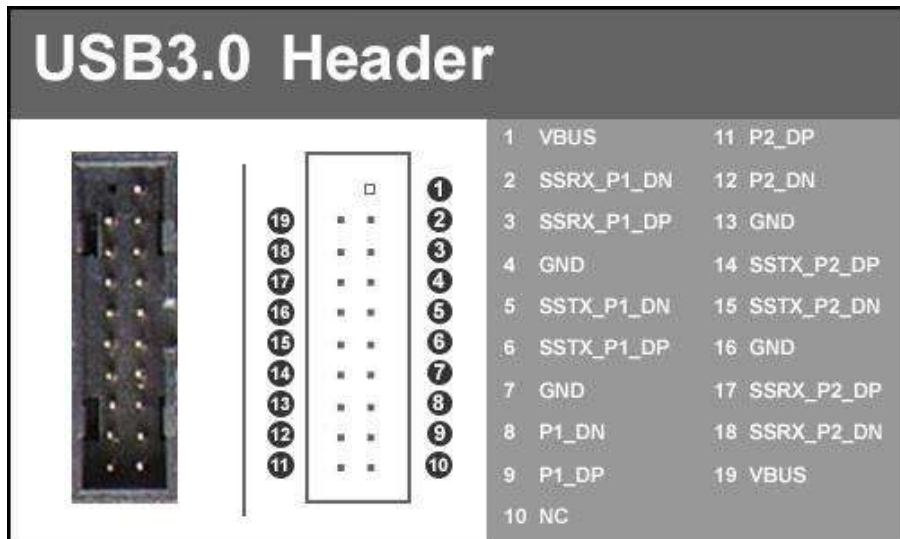 USB3.0 Header
1 VBUS 11 P2_DP
2 SSRX_P1_DN 12 P2_DN
3 SSRX_P1_DP 13 GND
4 GND 14 SSTX_P2_DP
5 SSTX_P1_DN 15 SSTX_P2_DN
6 SSTX_P1_DP 16 GND
7 GND 17 SSRX_P2_DP
8 P1_DN 18 SSRX_P2_DN
9 P1_DP 19 VBUS
10 NC
1
19 2
18 3
17 4
16 5
15 6
14 7
13 8
12 9
11 10